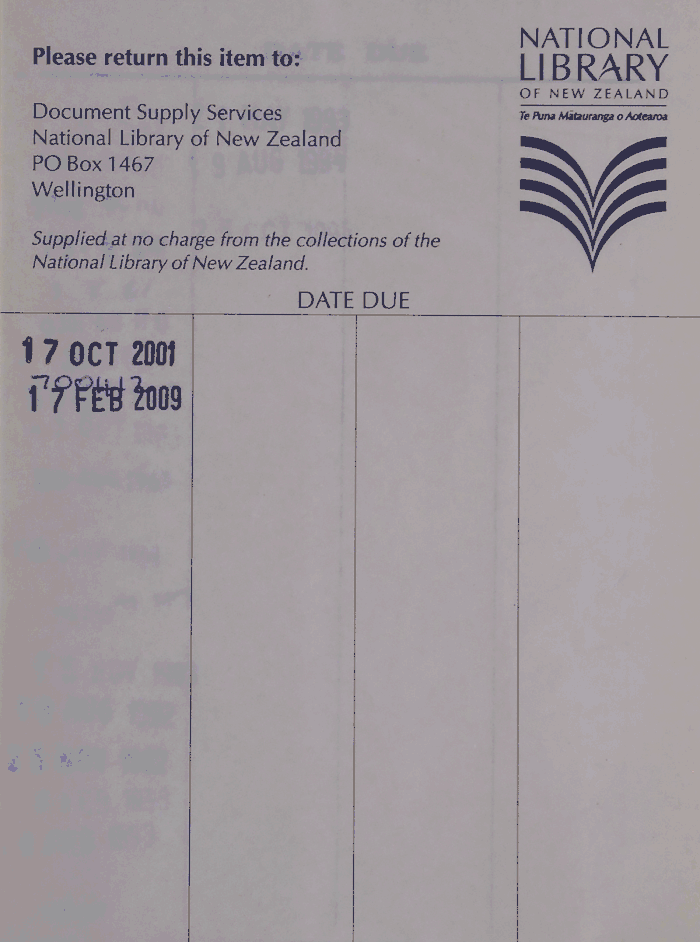 Please return this item to:
Document Supply Services
National Library of New Zealand
PO Box 1467
Wellington
Supplied at no charge from the collections of the
National Library of New Zealand.
NATIONAL
LIBRARY
OF NEW ZEALAND
Te Puna Mātauranga o Aotearoa
DATE DUE
17 OCT 2001
17 FEB 2009